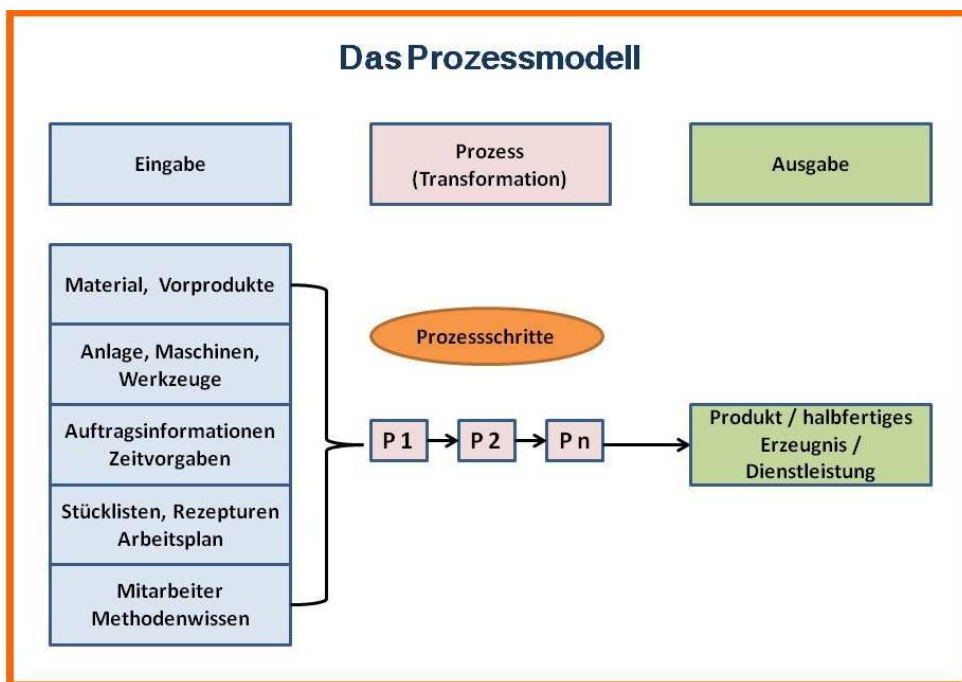 Das Prozessmodell
Eingabe
Prozess
(Transformation)
Ausgabe
Material, Vorprodukte
Anlage, Maschinen,
Werkzeuge
Auftragsinformationen
Zeitvorgaben
Stücklisten, Rezepturen
Arbeitsplan
Mitarbeiter
Methodenwissen
Prozessschritte
P 1
P 2
P n
Produkt / halbfertiges
Erzeugnis /
Dienstleistung